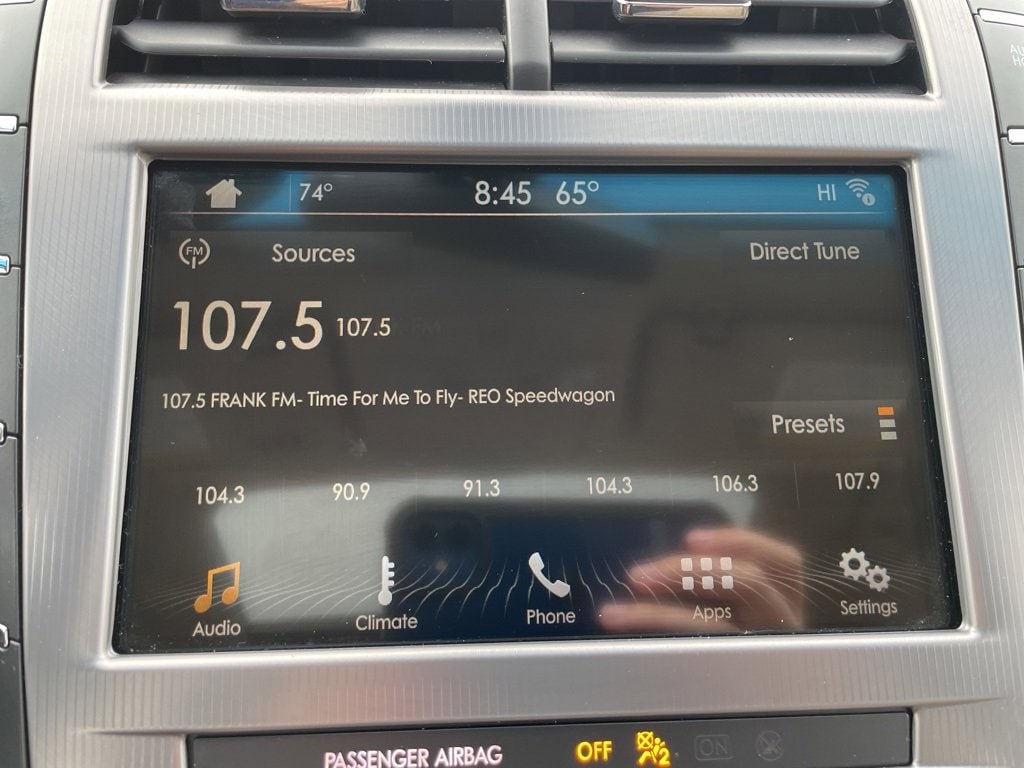 74° 8:45 65° HI
FM Sources Direct Tune
107.5 107.5
107.5 FRANK FM- Time For Me To Fly- REO Speedwagon
Presets
104.3 90.9 91.3 104.3 106.3 107.9
Audio Climate Phone Apps Settings
PASSENGER AIRBAG OFF 2 ON